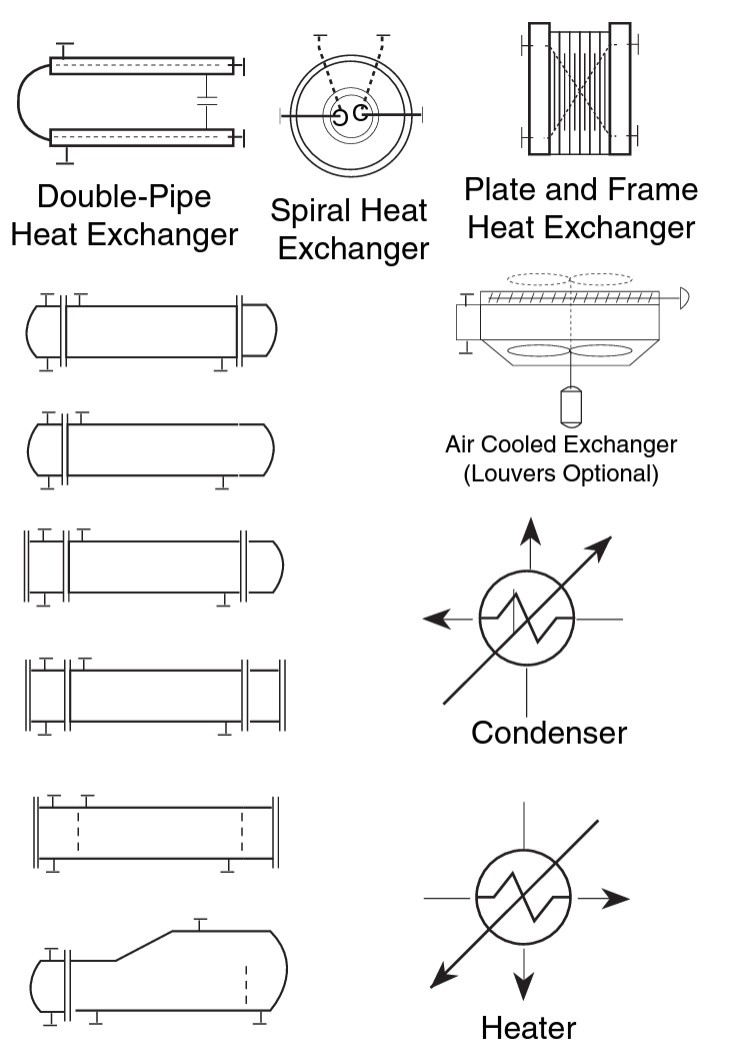 Double-Pipe
Heat Exchanger
Spiral Heat
Exchanger
Plate and Frame
Heat Exchanger
Air Cooled Exchanger
(Louvers Optional)
Condenser
Heater